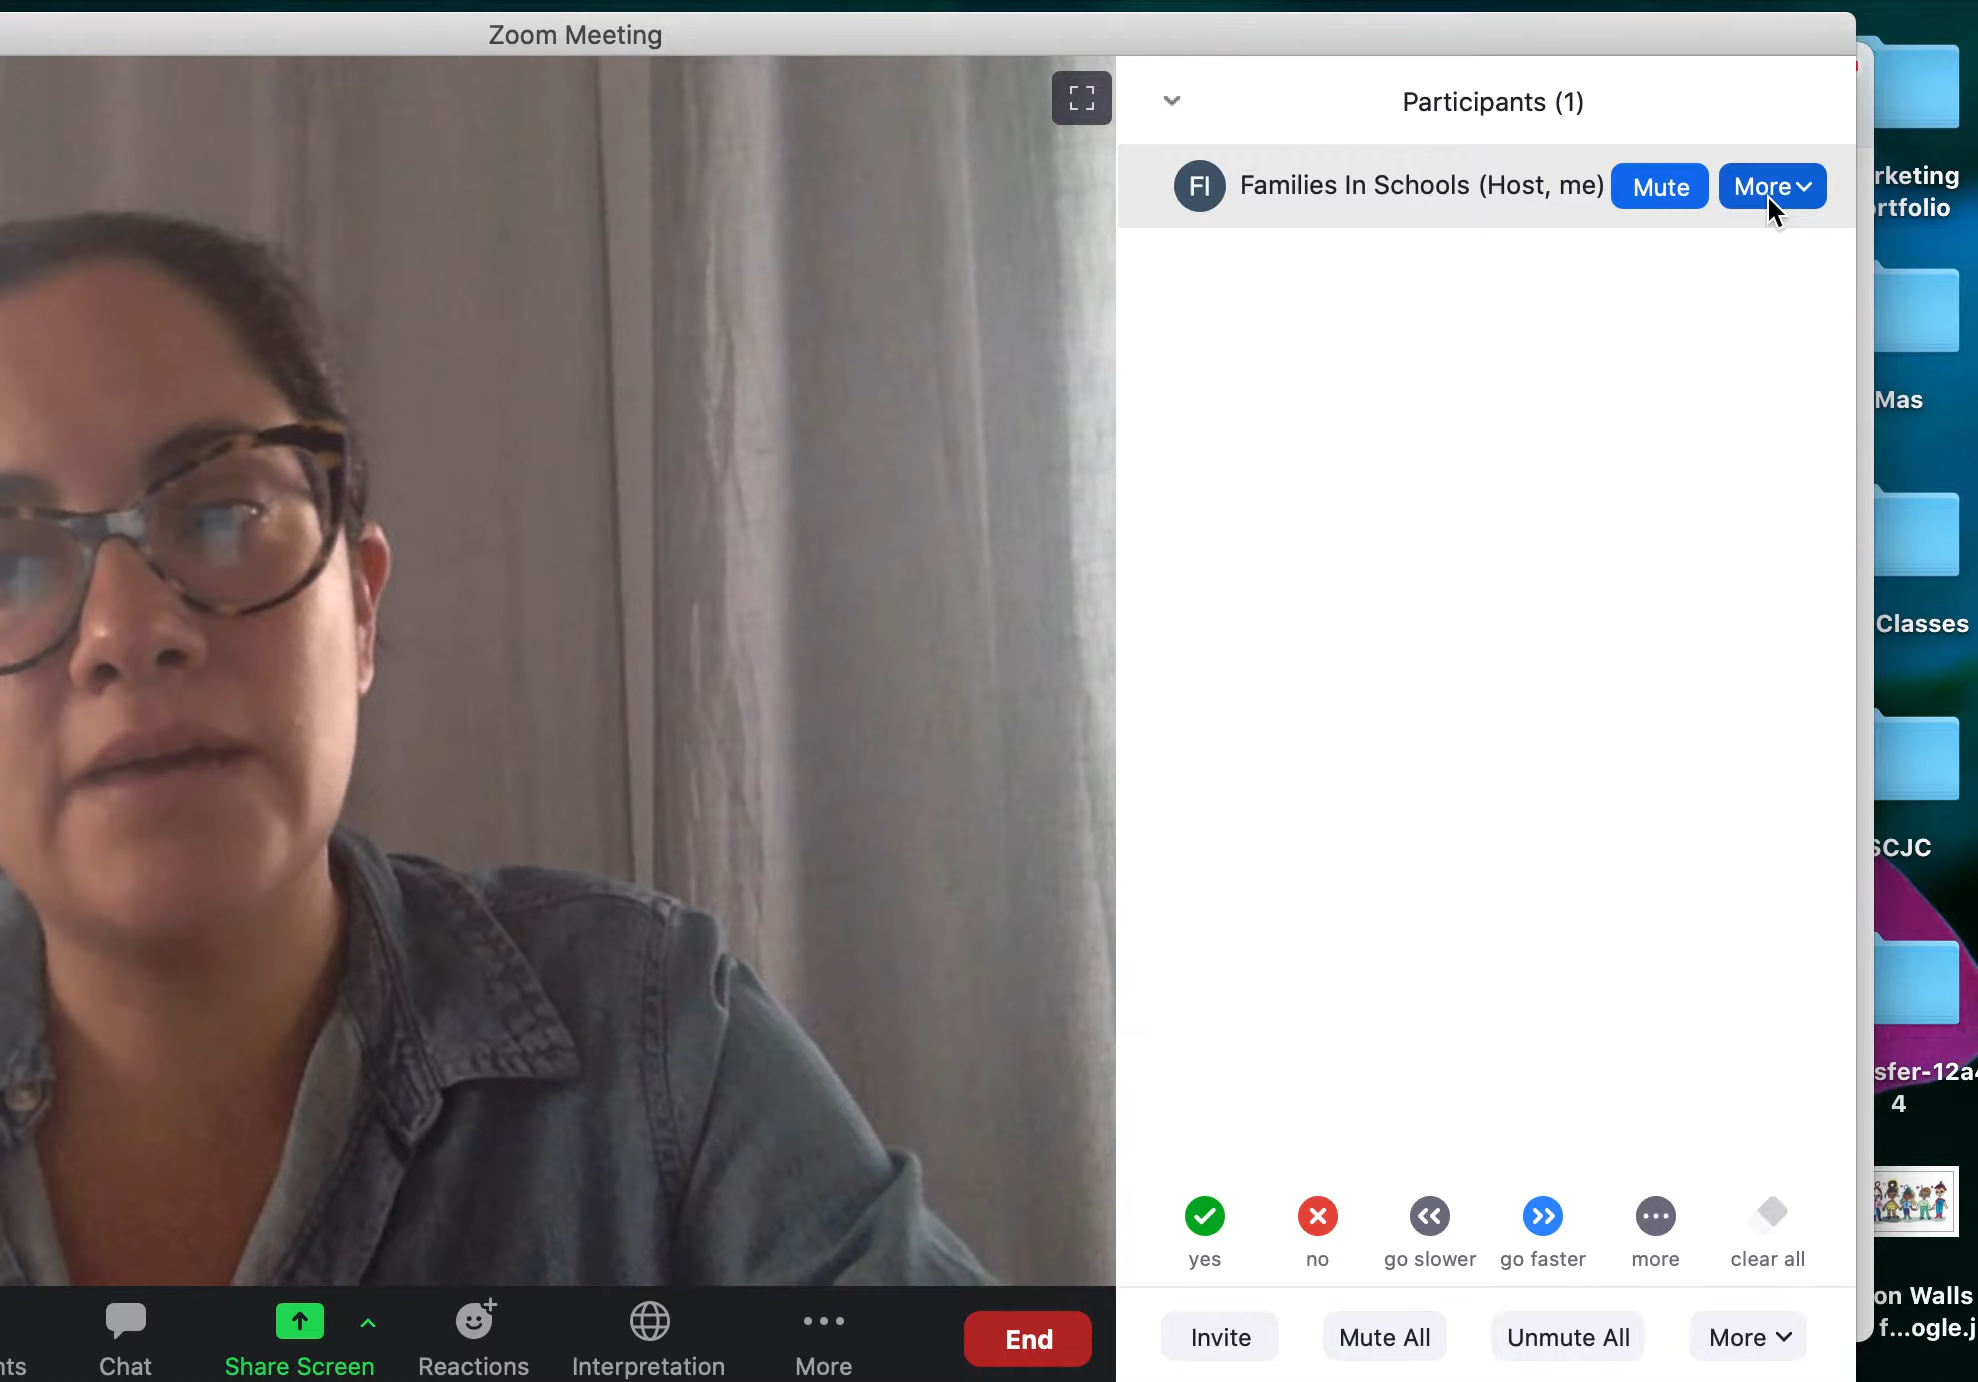 Zoom Meeting
Participants (1)
FI Families In Schools (Host, me) Mute More
rketing
rtfolio
Mas
Classes
SCJC
sfer-12a4
4
on Walls
f...ogle.j
yes no go slower go faster more clear all
Invite Mute All Unmute All More
nts Chat Share Screen Reactions Interpretation More End